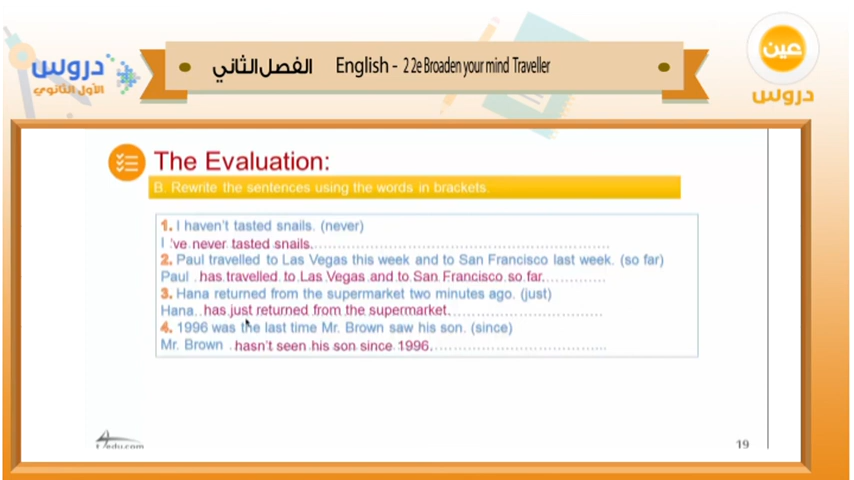 دروس
الأول الثانوي
الفصل الثاني English - 2 2e Broaden your mind Traveller
عين
دروس
The Evaluation:
B. Rewrite the sentences using the words in brackets.
1. I haven't tasted snails. (never)
I 've never tasted snails.
2. Paul travelled to Las Vegas this week and to San Francisco last week. (so far)
Paul has travelled to Las Vegas and to San Francisco so far.
3. Hana returned from the supermarket two minutes ago. (just)
Hana has just returned from the supermarket.
4. 1996 was the last time Mr. Brown saw his son. (since)
Mr. Brown hasn't seen his son since 1996.
19